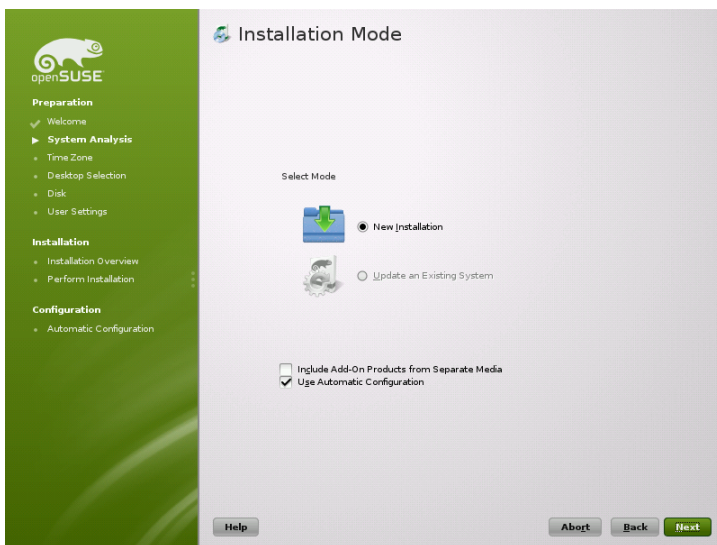 openSUSE
Preparation
Welcome
System Analysis
Time Zone
Desktop Selection
Disk
User Settings
Installation
Installation Overview
Perform Installation
Configuration
Automatic Configuration
Installation Mode
Select Mode
New Installation
Update an Existing System
Include Add-On Products from Separate Media
Use Automatic Configuration
Help
Abort
Back
Next